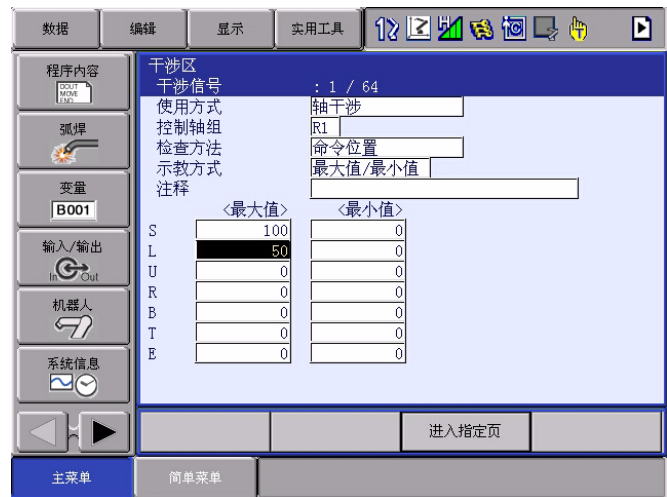 数据 编辑 显示 实用工具
程序内容
DOUT
MOVE
END
弧焊
变量
B001
输入/输出
In Out
机器人
系统信息
干涉区
干涉信号 : 1 / 64
使用方式 轴干涉
控制轴组 R1
检查方法 命令位置
示教方式 最大值/最小值
注释
<最大值> <最小值>
S 100 0
L 50 0
U 0 0
R 0 0
B 0 0
T 0 0
E 0 0
进入指定页
主菜单 简单菜单